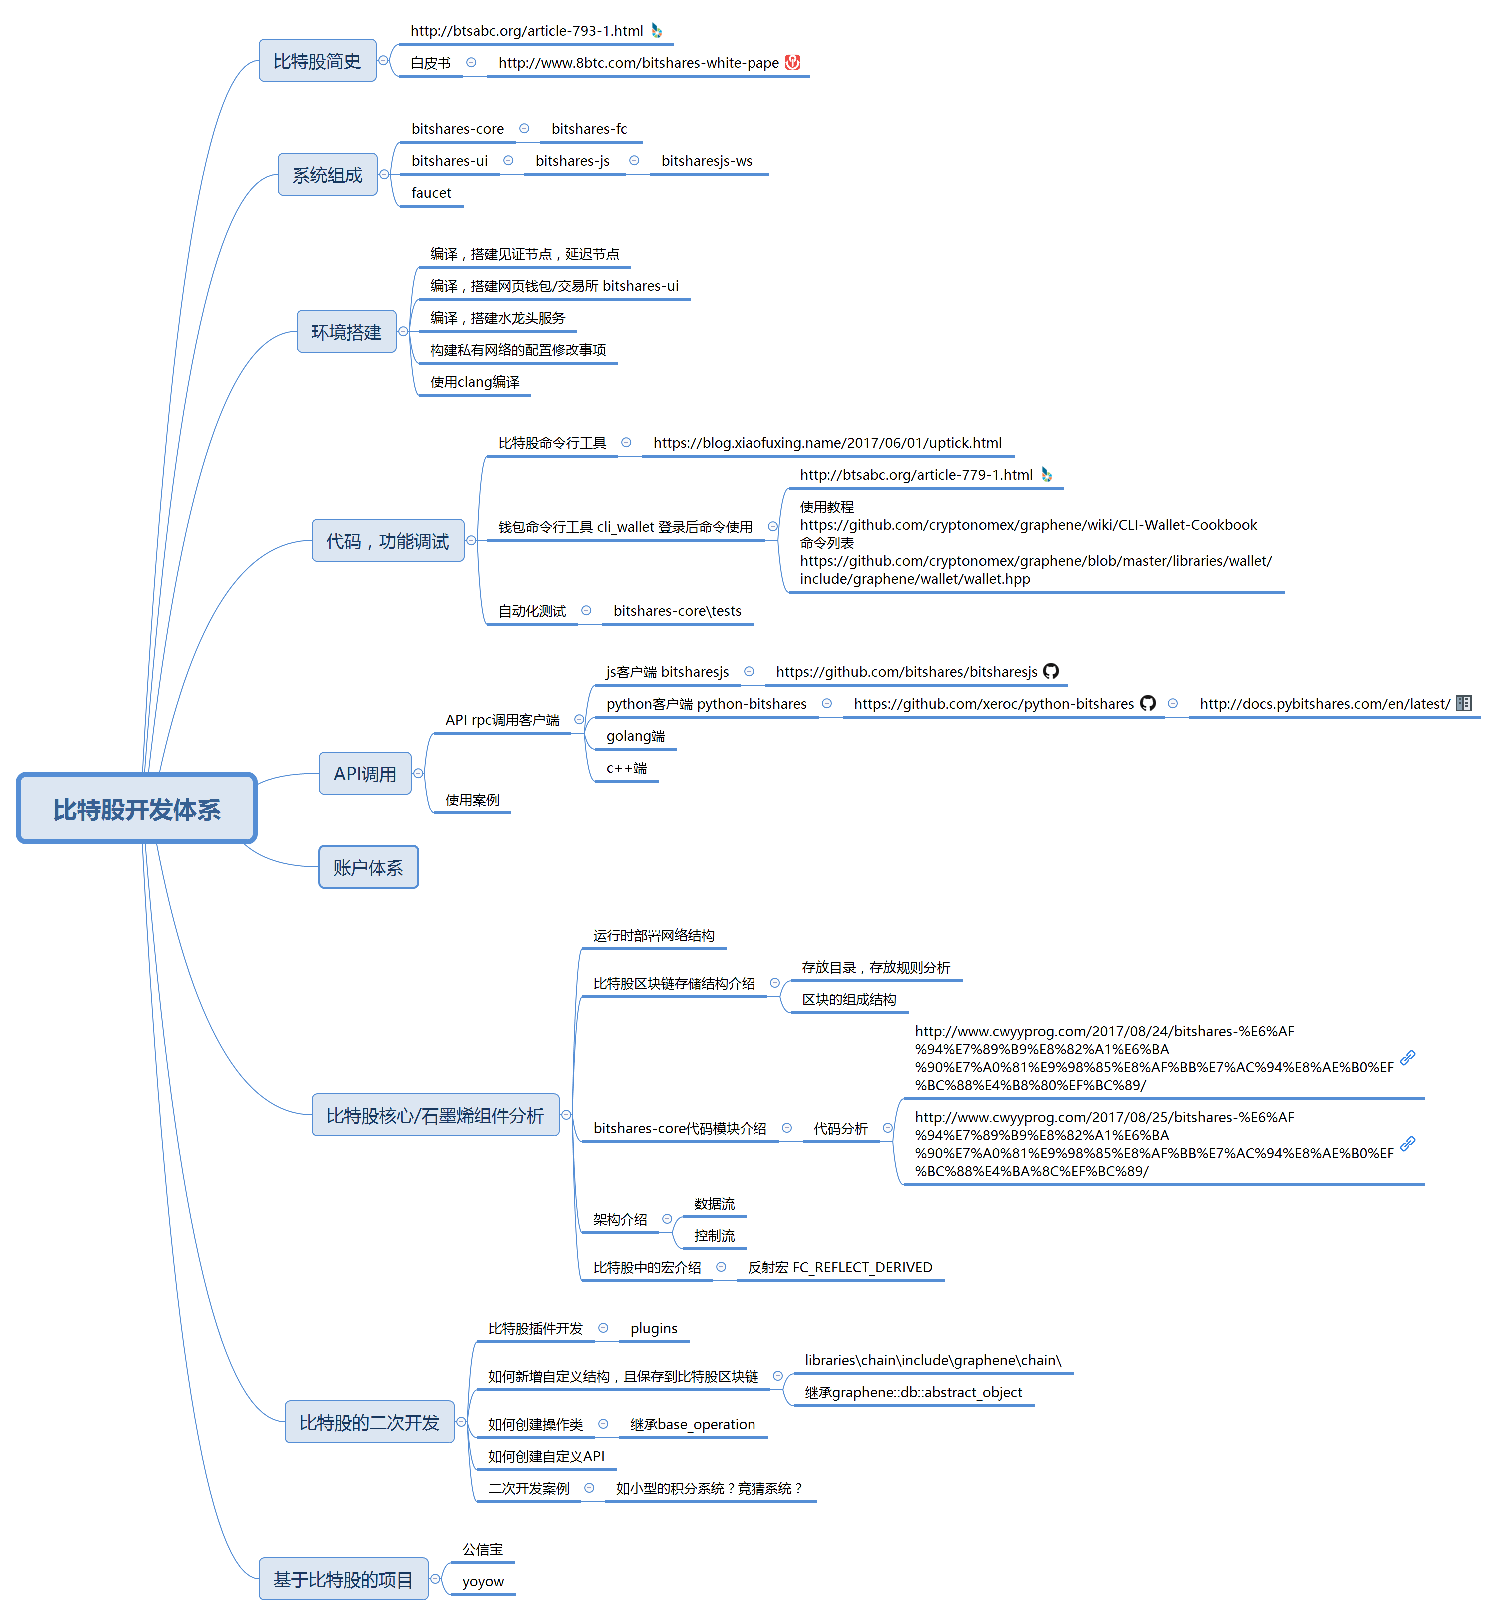 比特股开发体系
比特股简史
http://btsabc.org/article-793-1.html
白皮书
http://www.8btc.com/bitshares-white-pape
系统组成
bitshares-core
bitshares-fc
bitshares-ui
bitshares-js
bitsharesjs-ws
faucet
环境搭建
编译，搭建见证节点，延迟节点
编译，搭建网页钱包/交易所 bitshares-ui
编译，搭建水龙头服务
构建私有网络的配置修改事项
使用clang编译
代码，功能调试
比特股命令行工具
https://blog.xiaofuxing.name/2017/06/01/uptick.html
钱包命令行工具 cli_wallet 登录后命令使用
http://btsabc.org/article-779-1.html
使用教程
https://github.com/cryptonomex/graphene/wiki/CLI-Wallet-Cookbook
命令列表
https://github.com/cryptonomex/graphene/blob/master/libraries/wallet/
include/graphene/wallet/wallet.hpp
自动化测试
bitshares-core\tests
API调用
API rpc调用客户端
js客户端 bitsharesjs
https://github.com/bitshares/bitsharesjs
python客户端 python-bitshares
https://github.com/xeroc/python-bitshares
http://docs.pybitshares.com/en/latest/
golang端
c++端
使用案例
账户体系
比特股核心/石墨烯组件分析
运行时部署网络结构
比特股区块链存储结构介绍
存放目录，存放规则分析
区块的组成结构
bitshares-core代码模块介绍
代码分析
http://www.cwyyprog.com/2017/08/24/bitshares-%E6%AF
%94%E7%89%B9%E8%82%A1%E6%BA
%90%E7%A0%81%E9%98%85%E8%AF%BB%E7%AC%94%E8%AE%B0%EF
%BC%88%E4%B8%80%EF%BC%89/
http://www.cwyyprog.com/2017/08/25/bitshares-%E6%AF
%94%E7%89%B9%E8%82%A1%E6%BA
%90%E7%A0%81%E9%98%85%E8%AF%BB%E7%AC%94%E8%AE%B0%EF
%BC%88%E4%BA%8C%EF%BC%89/
架构介绍
数据流
控制流
比特股中的宏介绍
反射宏 FC_REFLECT_DERIVED
比特股的二次开发
比特股插件开发
plugins
如何新增自定义结构，且保存到比特股区块链
libraries\chain\include\graphene\chain\
继承graphene::db::abstract_object
如何创建操作类
继承base_operation
如何创建自定义API
二次开发案例
如小型的积分系统？竞猜系统？
基于比特股的项目
公信宝
yoyow